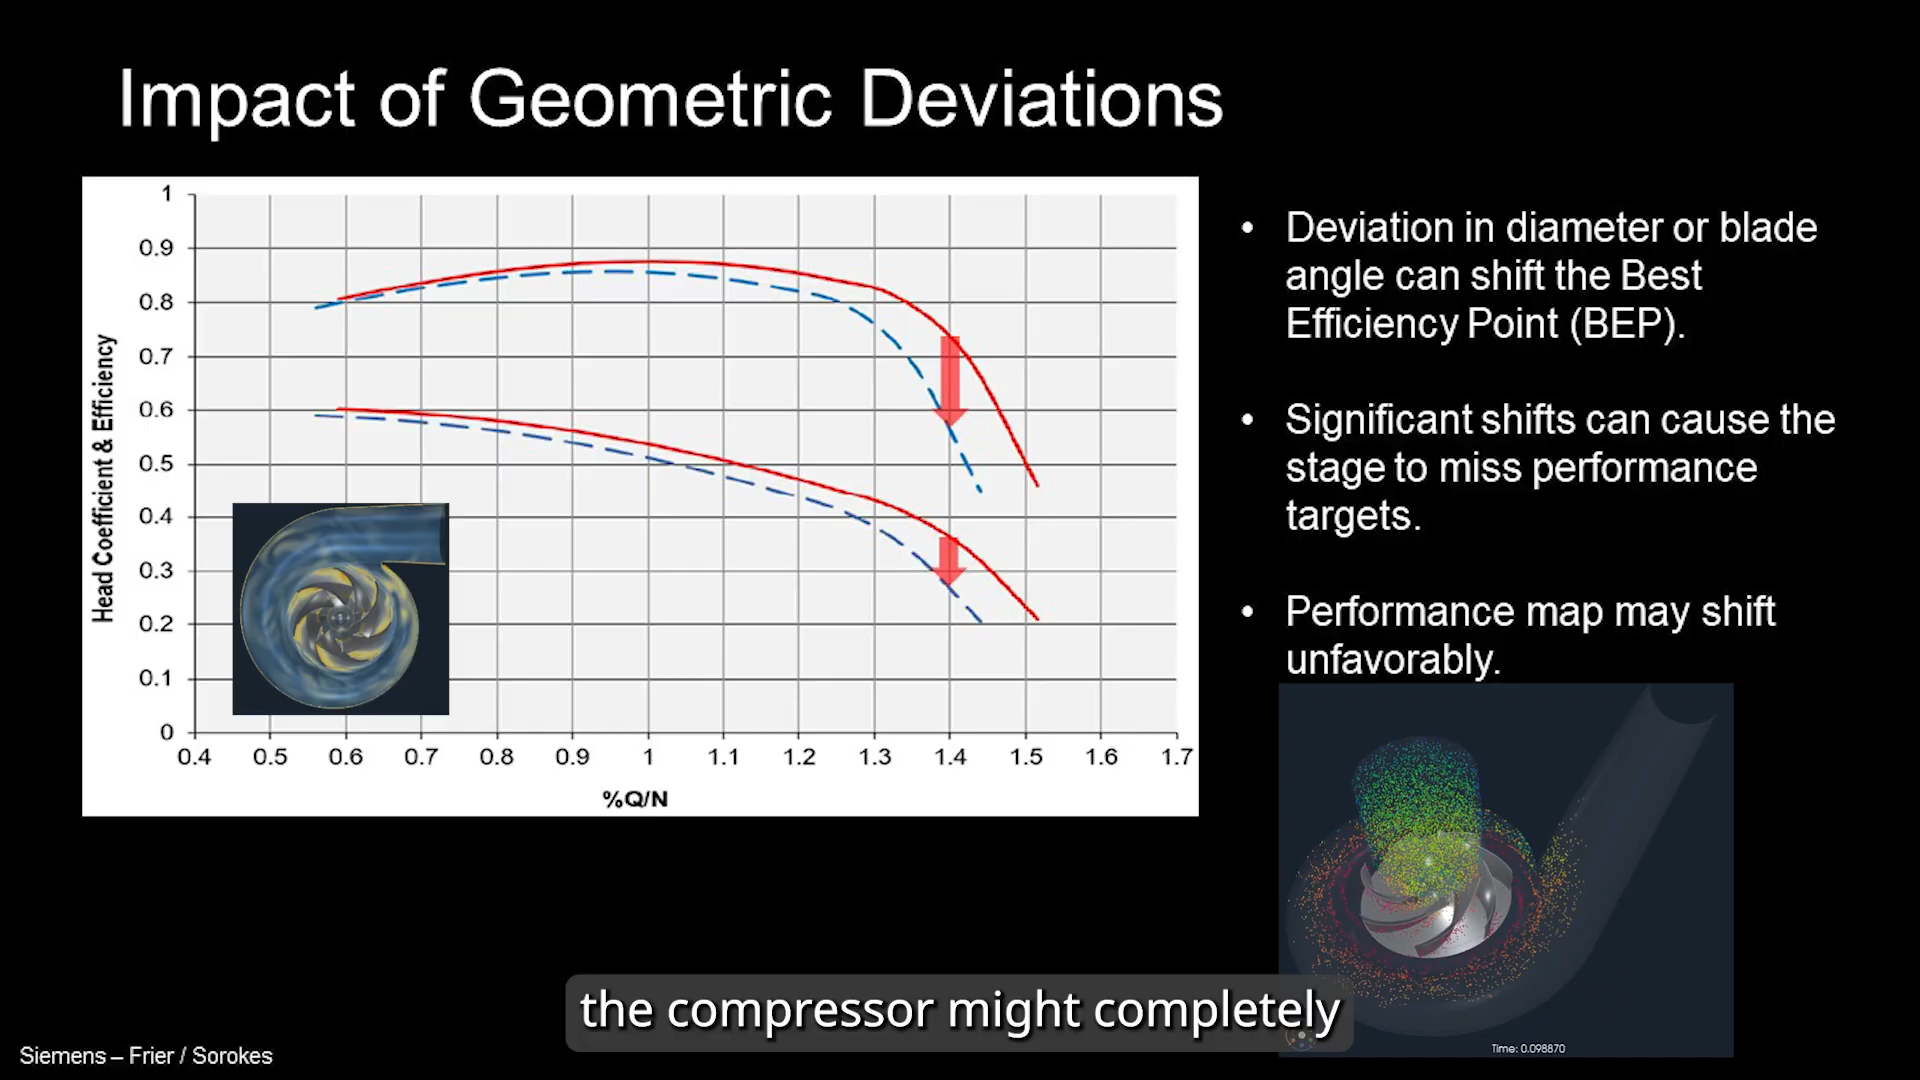 Impact of Geometric Deviations
1
0.9
0.8
0.7
0.6
0.5
0.4
0.3
0.2
0.1
0
Head Coefficient & Efficiency
0.4 0.5 0.6 0.7 0.8 0.9 1 1.1 1.2 1.3 1.4 1.5 1.6 1.7
%Q/N
• Deviation in diameter or blade
angle can shift the Best
Efficiency Point (BEP).
• Significant shifts can cause the
stage to miss performance
targets.
• Performance map may shift
unfavorably.
Time: 0.098870
the compressor might completely
Siemens – Frier / Sorokes